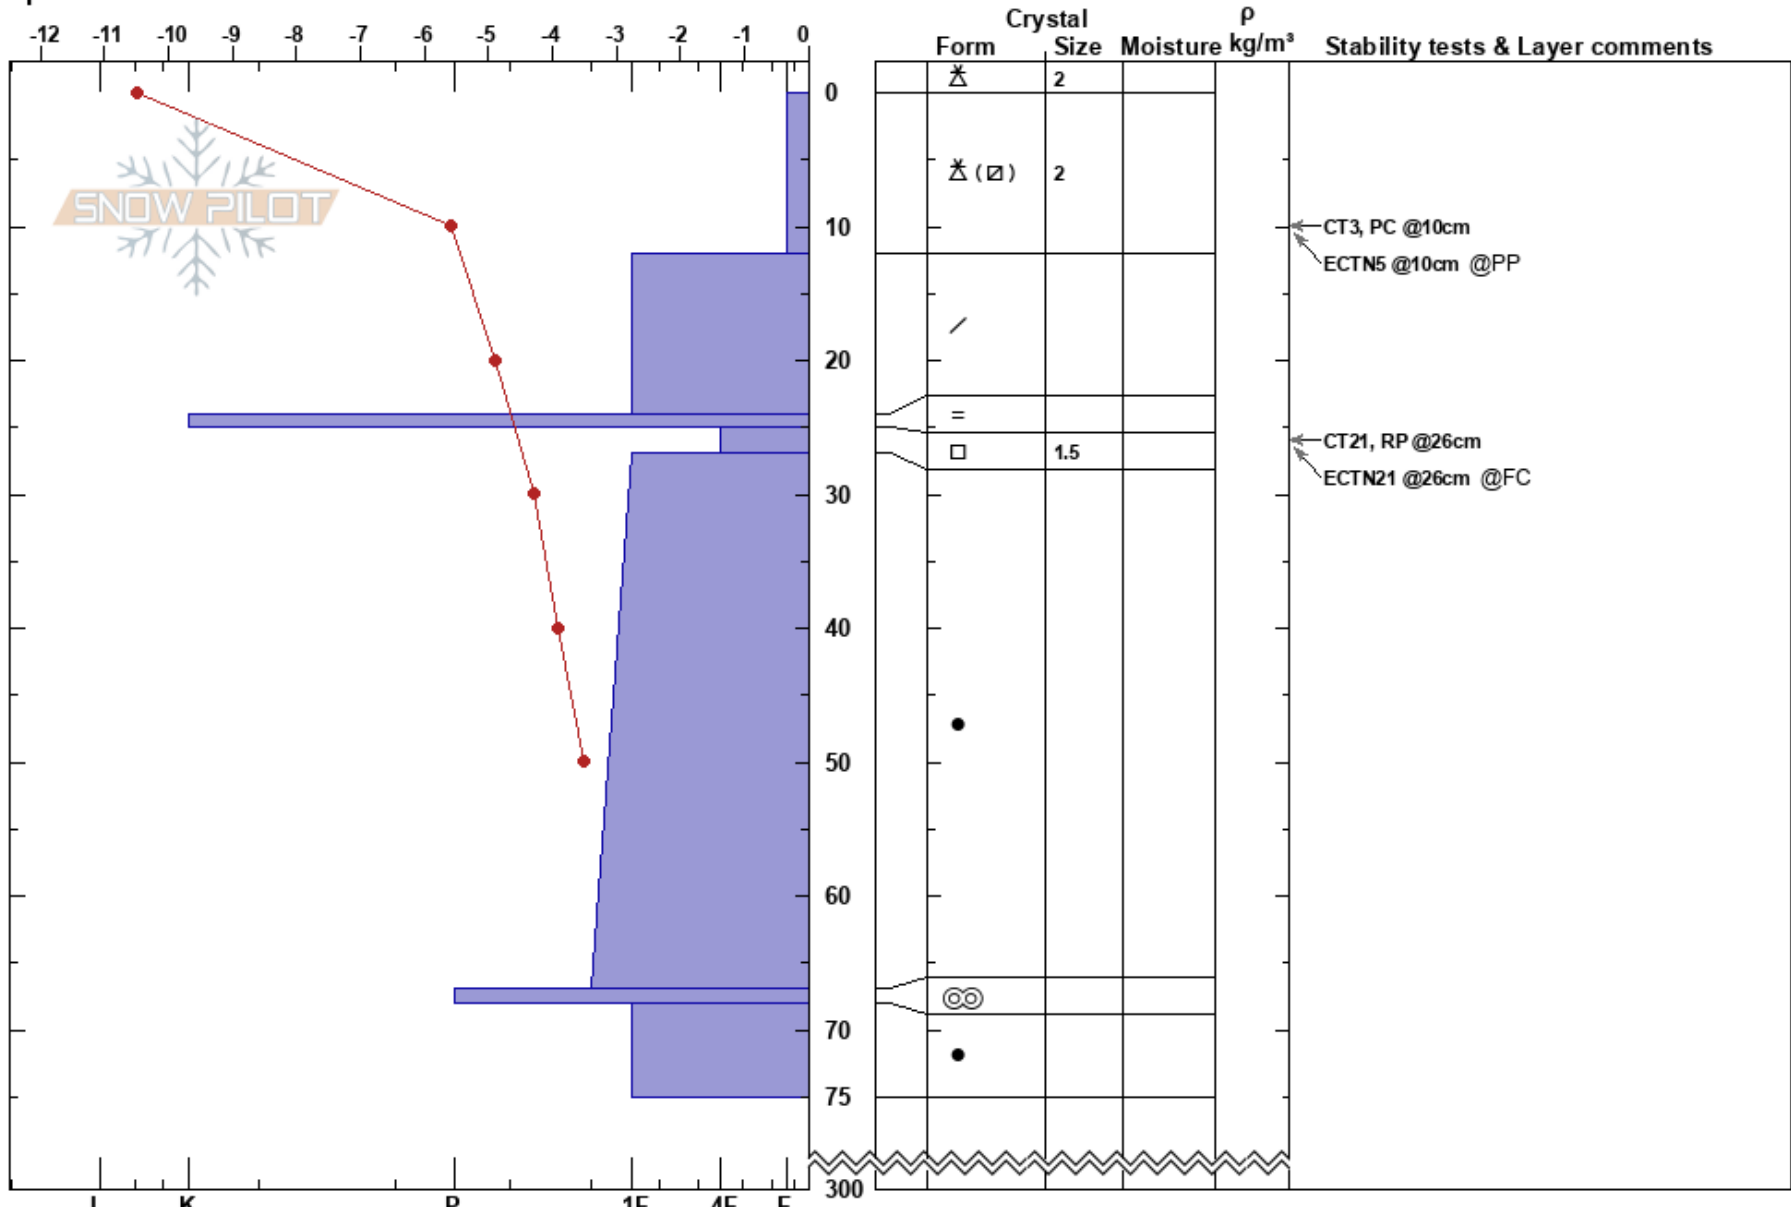 Crystal ρ
-12 -11 -10 -9 -8 -7 -6 -5 -4 -3 -2 -1 0 Form Size Moisture kg/m³ Stability tests & Layer comments
2
0
SNOW PILOT
( ) 2
10 CT3, PC @10cm
ECTN5 @10cm @PP
20
=
CT21, RP @26cm
1.5
ECTN21 @26cm @FC
30
40
50
60
70
75
300
I K P 1F 4F F